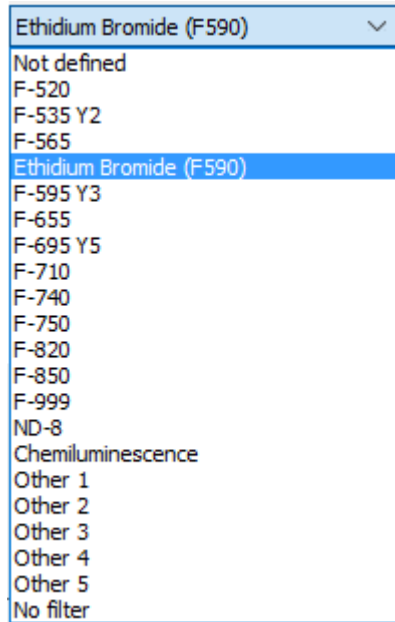 Ethidium Bromide (F590)
Not defined
F-520
F-535 Y2
F-565
Ethidium Bromide (F590)
F-595 Y3
F-655
F-695 Y5
F-710
F-740
F-750
F-820
F-850
F-999
ND-8
Chemiluminescence
Other 1
Other 2
Other 3
Other 4
Other 5
No filter